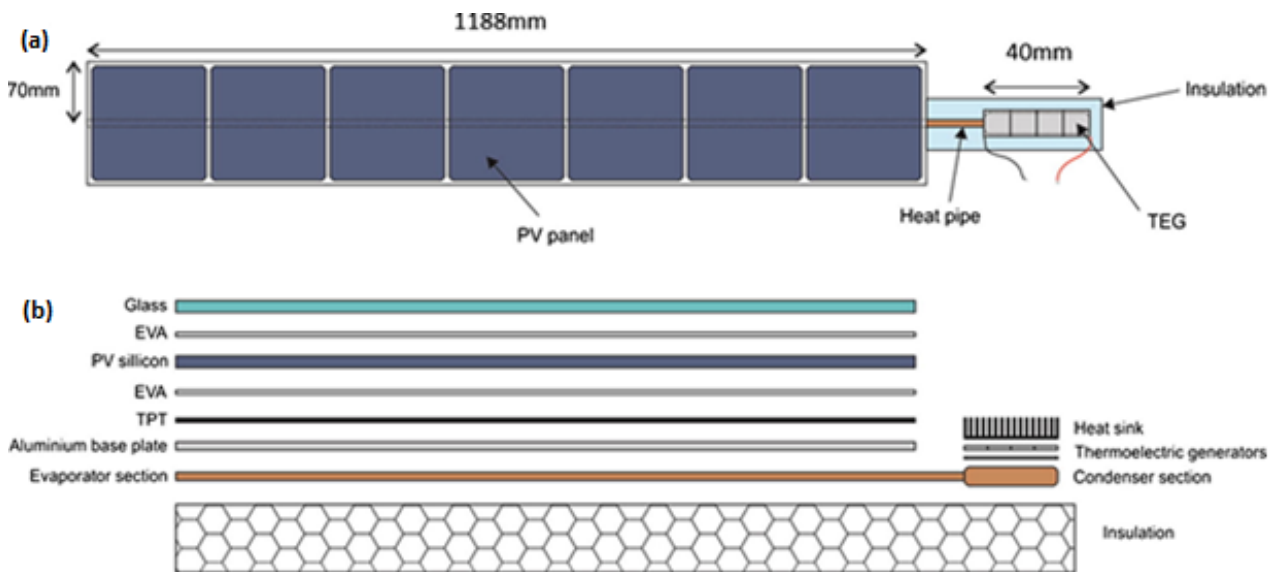 (a)
1188mm
40mm
70mm
Insulation
Heat pipe
TEG
PV panel
(b)
Glass
EVA
PV sillicon
EVA
TPT
Aluminium base plate
Evaporator section
Heat sink
Thermoelectric generators
Condenser section
Insulation